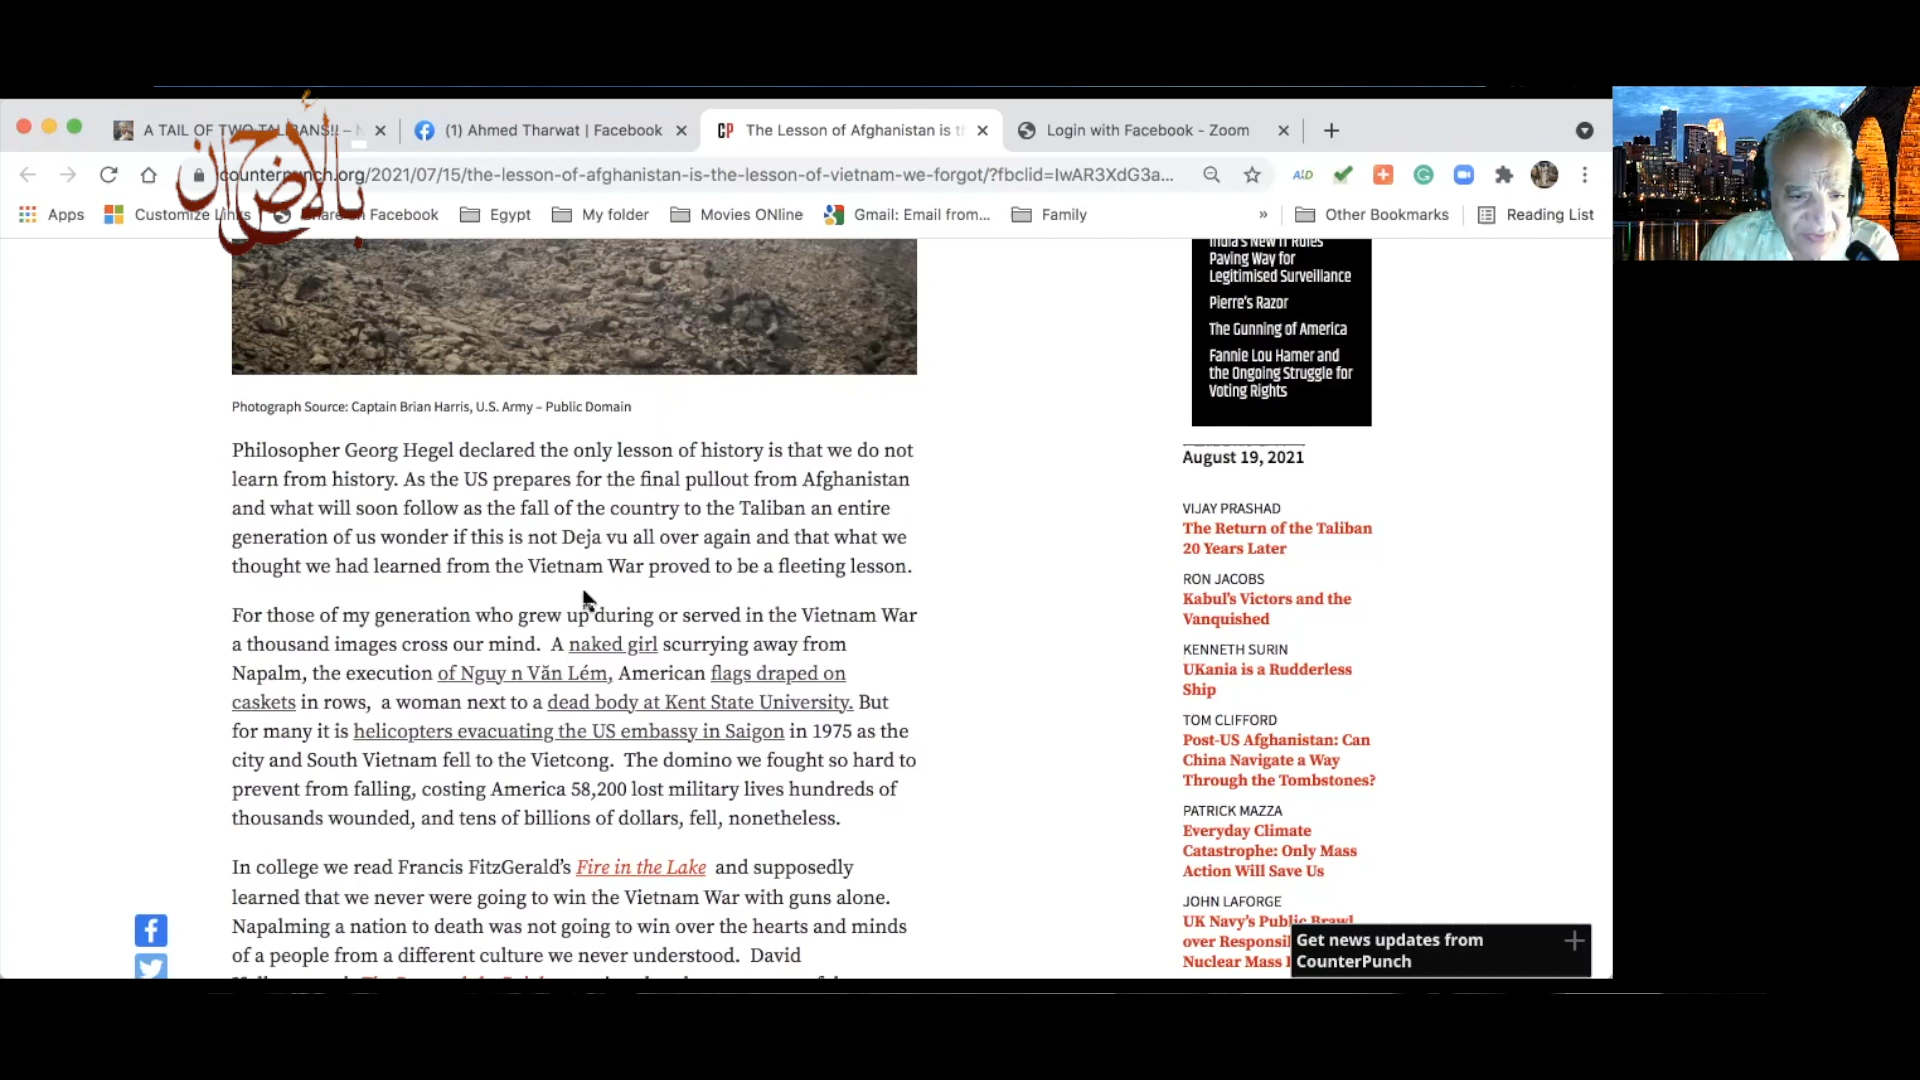 A TAIL OF TWO TALIBANS!! –
(1) Ahmed Tharwat | Facebook
CP The Lesson of Afghanistan is t
Login with Facebook - Zoom
counterpunch.org/2021/07/15/the-lesson-of-afghanistan-is-the-lesson-of-vietnam-we-forgot/?fbclid=IwAR3XdG3a...
بالأحضان
Apps
Customize Links
Share on Facebook
Egypt
My folder
Movies ONline
Gmail: Email from...
Family
»
Other Bookmarks
Reading List
Photograph Source: Captain Brian Harris, U.S. Army – Public Domain
Philosopher Georg Hegel declared the only lesson of history is that we do not
learn from history. As the US prepares for the final pullout from Afghanistan
and what will soon follow as the fall of the country to the Taliban an entire
generation of us wonder if this is not Deja vu all over again and that what we
thought we had learned from the Vietnam War proved to be a fleeting lesson.
For those of my generation who grew up during or served in the Vietnam War
a thousand images cross our mind.  A naked girl scurrying away from
Napalm, the execution of Nguy n Văn Lém, American flags draped on
caskets in rows,  a woman next to a dead body at Kent State University. But
for many it is helicopters evacuating the US embassy in Saigon in 1975 as the
city and South Vietnam fell to the Vietcong.  The domino we fought so hard to
prevent from falling, costing America 58,200 lost military lives hundreds of
thousands wounded, and tens of billions of dollars, fell, nonetheless.
In college we read Francis FitzGerald’s Fire in the Lake  and supposedly
learned that we never were going to win the Vietnam War with guns alone.
Napalming a nation to death was not going to win over the hearts and minds
of a people from a different culture we never understood.  David
India's New IT Rules
Paving Way for
Legitimised Surveillance
Pierre's Razor
The Gunning of America
Fannie Lou Hamer and
the Ongoing Struggle for
Voting Rights
August 19, 2021
VIJAY PRASHAD
The Return of the Taliban
20 Years Later
RON JACOBS
Kabul’s Victors and the
Vanquished
KENNETH SURIN
UKania is a Rudderless
Ship
TOM CLIFFORD
Post-US Afghanistan: Can
China Navigate a Way
Through the Tombstones?
PATRICK MAZZA
Everyday Climate
Catastrophe: Only Mass
Action Will Save Us
JOHN LAFORGE
UK Navy’s Public Brawl
over
Nuclear Mass
Get news updates from
CounterPunch